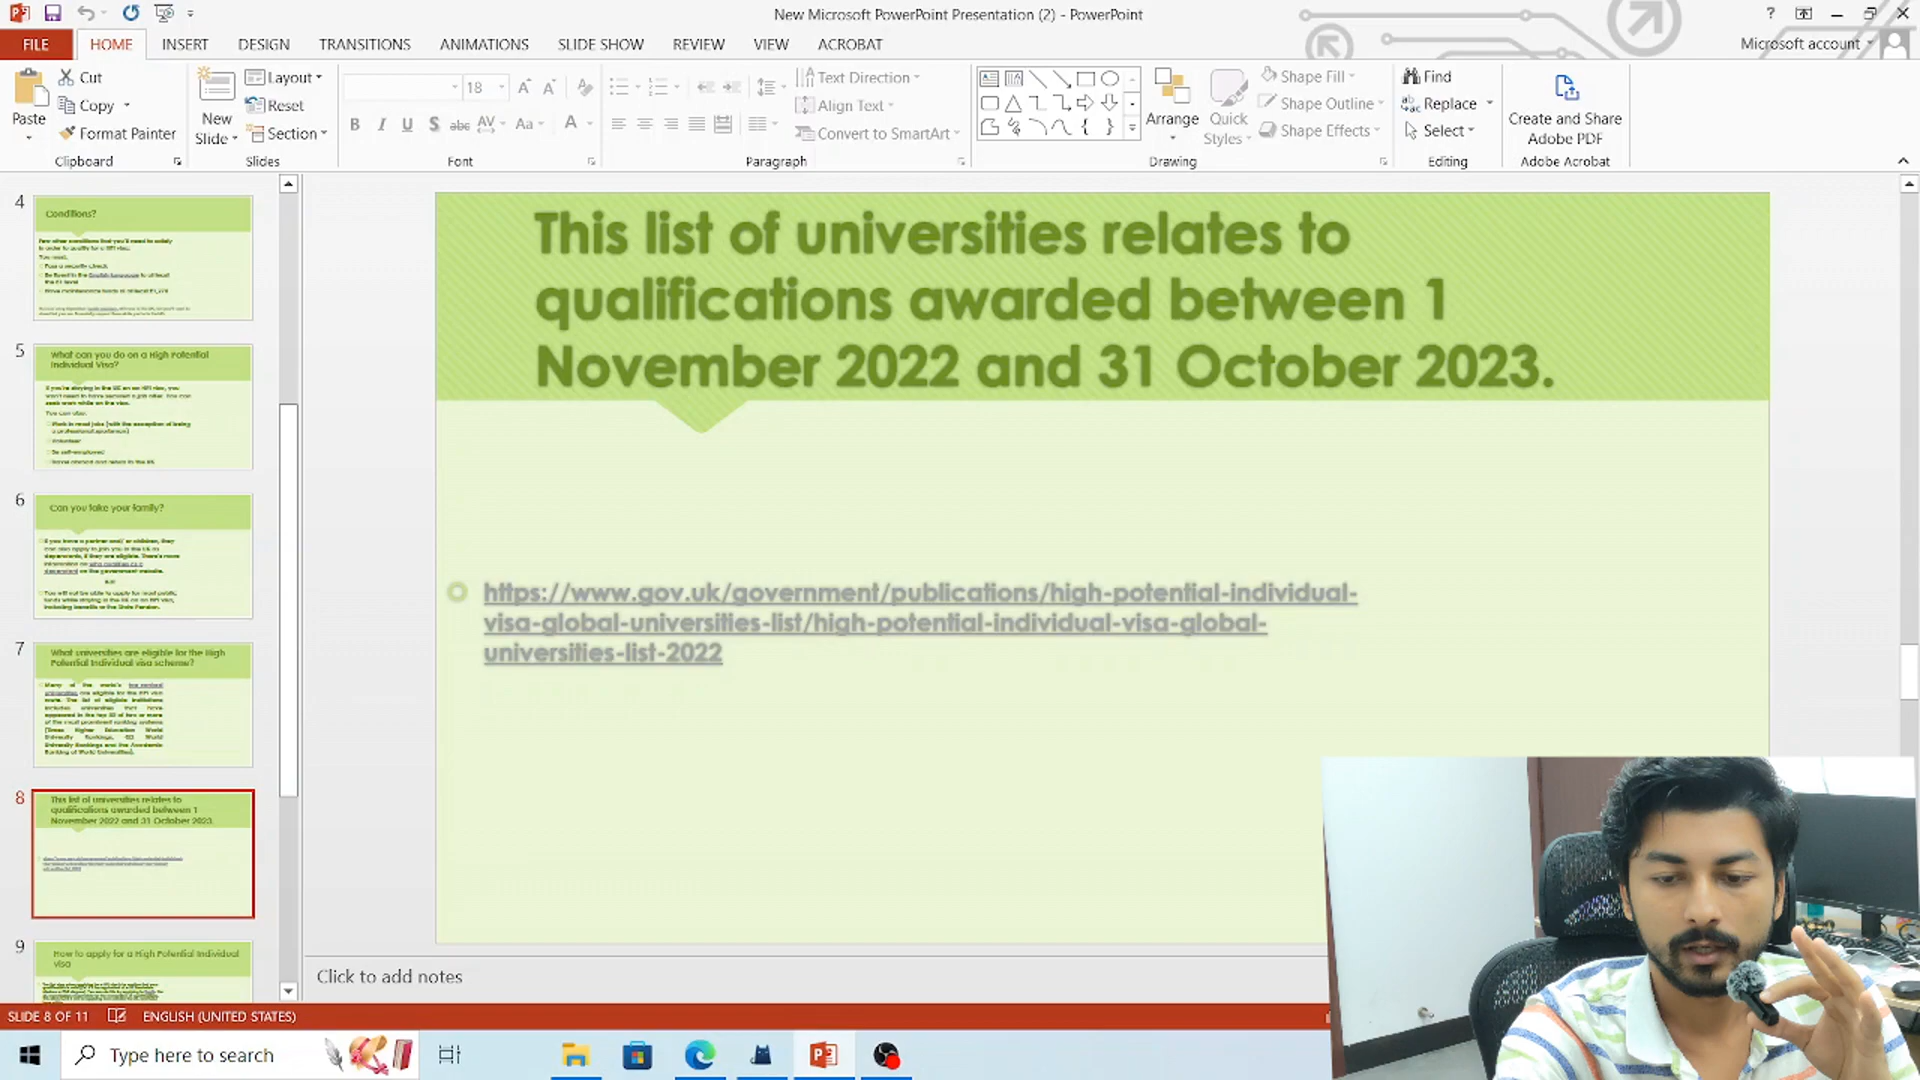 New Microsoft PowerPoint Presentation (2) - PowerPoint
FILE HOME INSERT DESIGN TRANSITIONS ANIMATIONS SLIDE SHOW REVIEW VIEW ACROBAT
Microsoft account
Paste
Cut
Copy
Format Painter
Clipboard
New
Slide
Layout
Reset
Section
Slides
18
Font
Text Direction
Align Text
Convert to SmartArt
Paragraph
Arrange
Quick
Styles
Shape Fill
Shape Outline
Shape Effects
Drawing
Find
Replace
Select
Editing
Create and Share
Adobe PDF
Adobe Acrobat
4
Conditions?
5
What can you do on a High Potential
Individual Visa?
6
Can you take your family?
7
What universities are eligible for the High
Potential Individual visa scheme?
8
This list of universities relates to
qualifications awarded between 1
November 2022 and 31 October 2023.
9
How to apply for a High Potential Individual
visa
This list of universities relates to
qualifications awarded between 1
November 2022 and 31 October 2023.
https://www.gov.uk/government/publications/high-potential-individual-
visa-global-universities-list/high-potential-individual-visa-global-
universities-list-2022
Click to add notes
SLIDE 8 OF 11 ENGLISH (UNITED STATES)
Type here to search